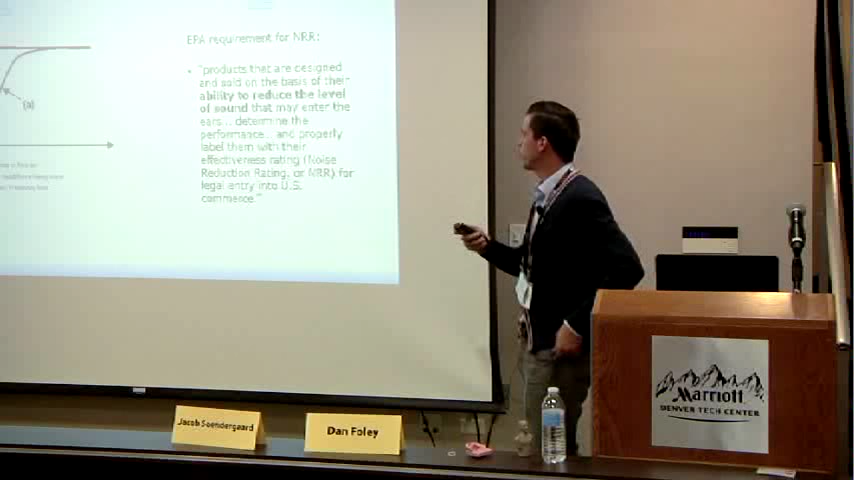 EPA requirement for NRR:
• "products that are designed
and sold on the basis of their
ability to reduce the level
of sound that may enter the
ears... determine the
performance... and properly
label them with their
effectiveness rating (Noise
Reduction Rating, or NRR) for
legal entry into U.S.
commerce."
(a)
Jacob Soendergaard
Dan Foley
Marriott
DENVER TECH CENTER